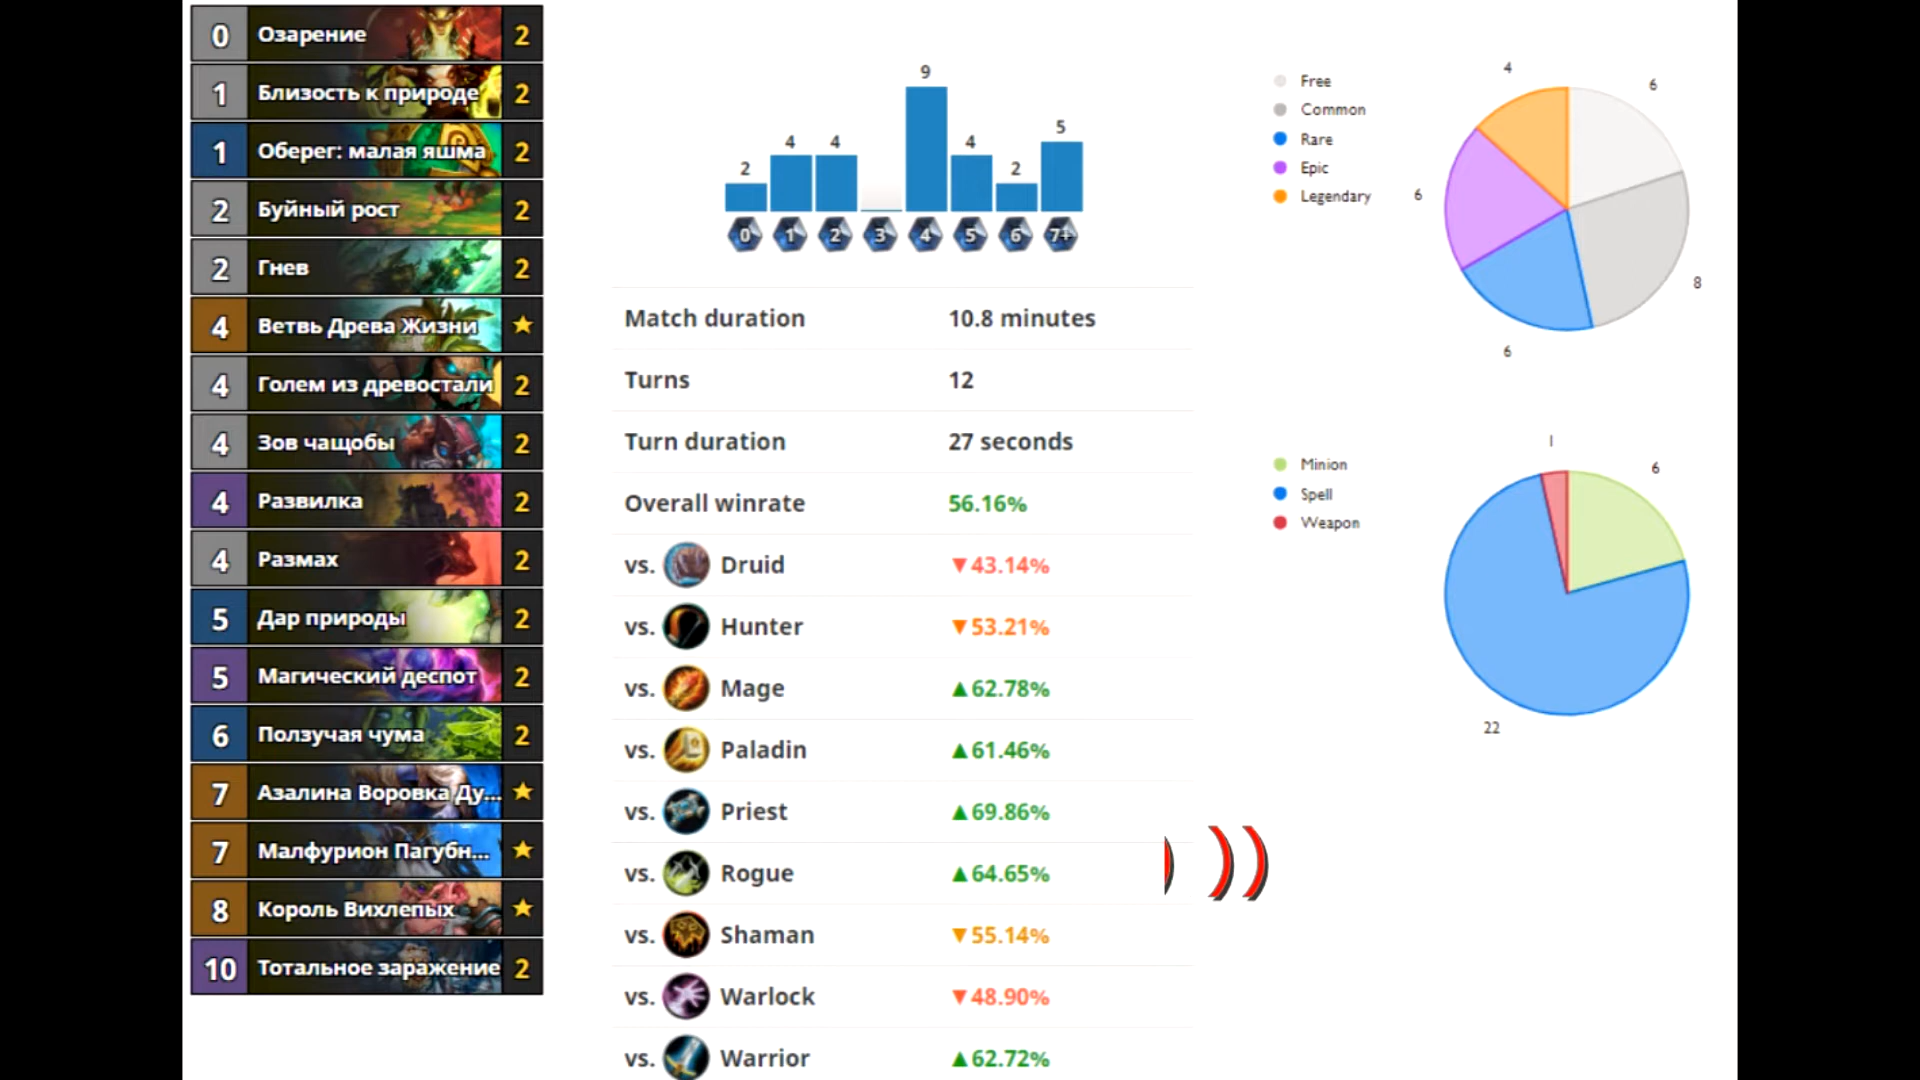 0 Озарение 2
1 Близость к природе 2
1 Оберег: малая яшма 2
2 Буйный рост 2
2 Гнев 2
4 Ветвь Древа Жизни ★
4 Голем из древостали 2
4 Зов чащобы 2
4 Развилка 2
4 Размах 2
5 Дар природы 2
5 Магический деспот 2
6 Ползучая чума 2
7 Азалина Воровка Ду... ★
7 Малфурион Пагубн... ★
8 Король Вихлепых ★
10 Тотальное заражение 2
2 4 4 9 4 2 5
0 1 2 3 4 5 6 7+
Match duration 10.8 minutes
Turns 12
Turn duration 27 seconds
Overall winrate 56.16%
vs. Druid ▼43.14%
vs. Hunter ▼53.21%
vs. Mage ▲62.78%
vs. Paladin ▲61.46%
vs. Priest ▲69.86%
vs. Rogue ▲64.65%
vs. Shaman ▼55.14%
vs. Warlock ▼48.90%
vs. Warrior ▲62.72%
) ))
Free
Common
Rare
Epic
Legendary
4
6
6
8
6
Minion
Spell
Weapon
1
6
22